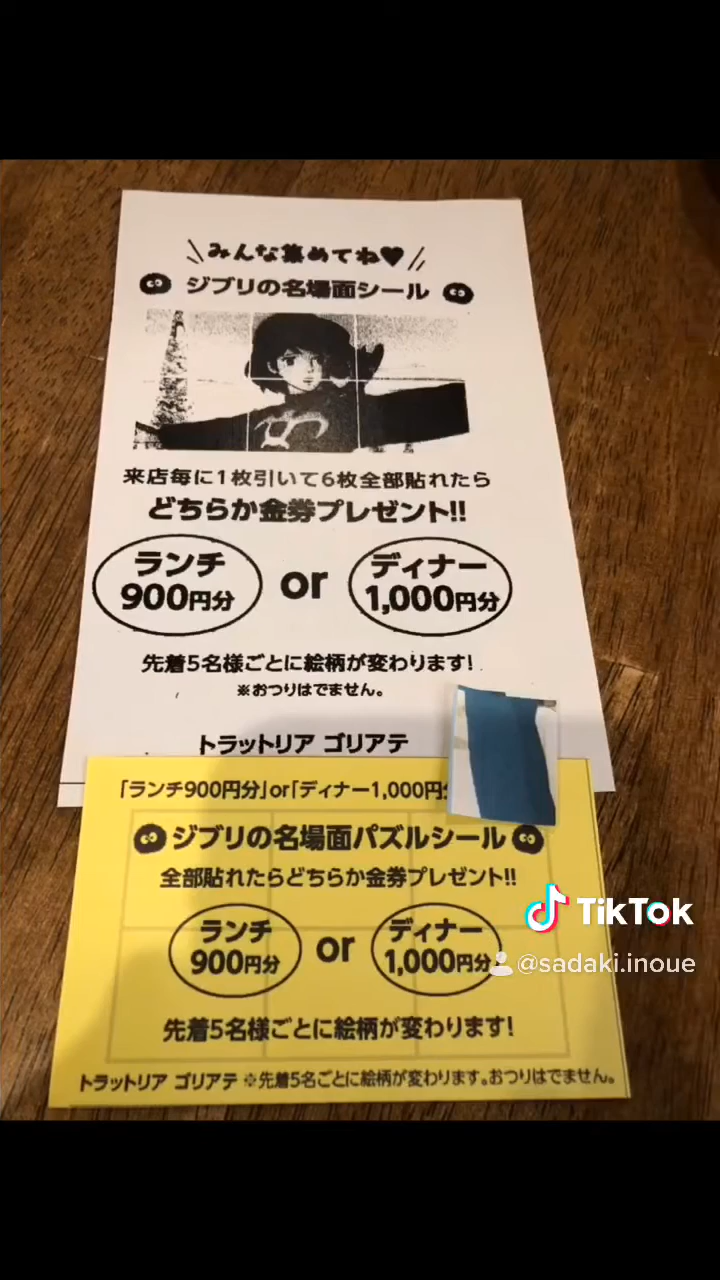 みんな集めてね♥
ジブリの名場面シール
来店毎に1枚引いて6枚全部貼れたら
どちらか金券プレゼント!!
ランチ
900円分
or
ディナー
1,000円分
先着5名様ごとに絵柄が変わります!
※おつりはでません。
トラットリア ゴリアテ
「ランチ900円分」or「ディナー1,000円
ジブリの名場面パズルシール
全部貼れたらどちらか金券プレゼント!!
ランチ
900円分
or
ディナー
1,000円分
先着5名様ごとに絵柄が変わります!
トラットリア ゴリアテ ※先着5名ごとに絵柄が変わります。おつりはでません。
TikTok
@sadaki.inoue